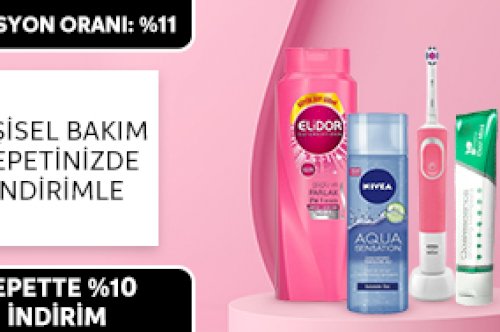 SYON ORANI: %11
ŞİSEL BAKIM
EPETİNİZDE
NDİRİMLE
EPETTE %10
İNDİRİM
ELiDOR
NIVEA
AQUA
SENSATION